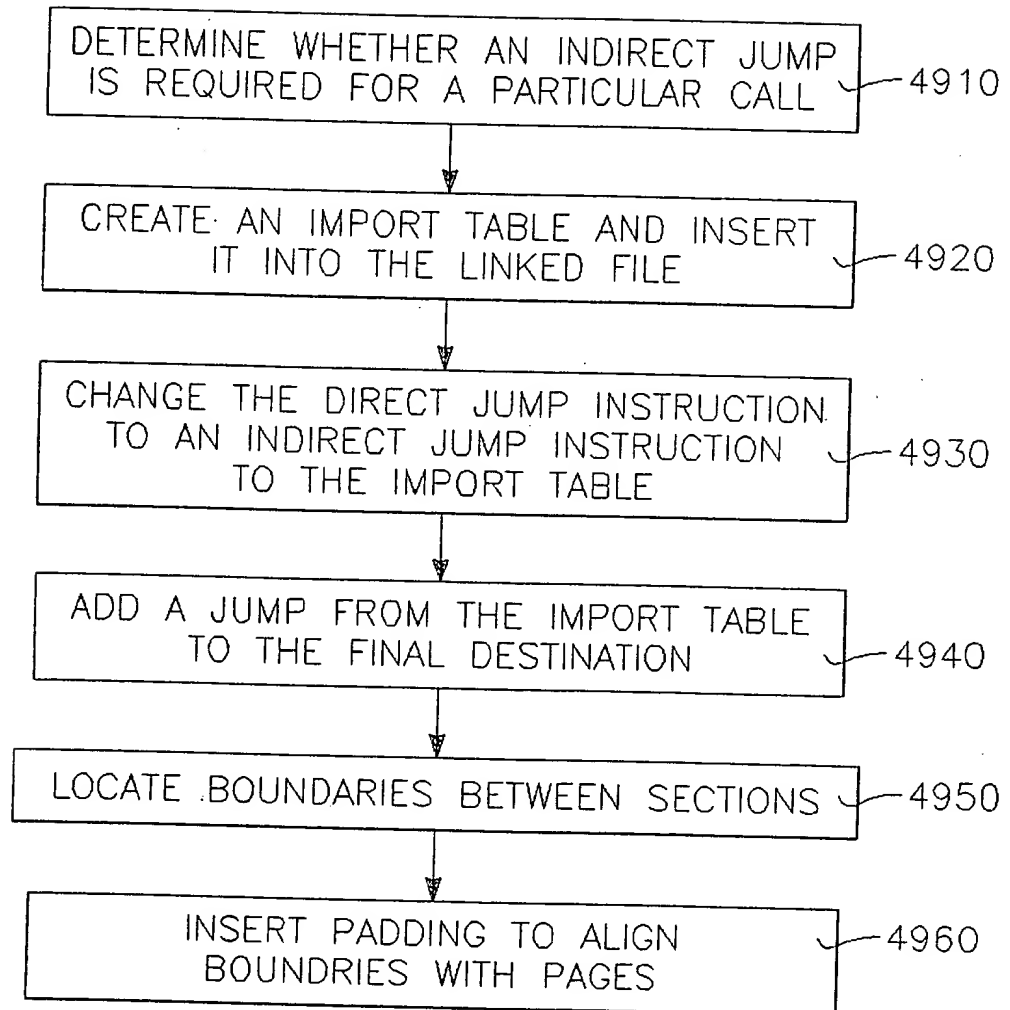 DETERMINE WHETHER AN INDIRECT JUMP
IS REQUIRED FOR A PARTICULAR CALL
4910
CREATE AN IMPORT TABLE AND INSERT
IT INTO THE LINKED FILE
4920
CHANGE THE DIRECT JUMP INSTRUCTION
TO AN INDIRECT JUMP INSTRUCTION
TO THE IMPORT TABLE
4930
ADD A JUMP FROM THE IMPORT TABLE
TO THE FINAL DESTINATION
4940
LOCATE BOUNDARIES BETWEEN SECTIONS
4950
INSERT PADDING TO ALIGN
BOUNDRIES WITH PAGES
4960